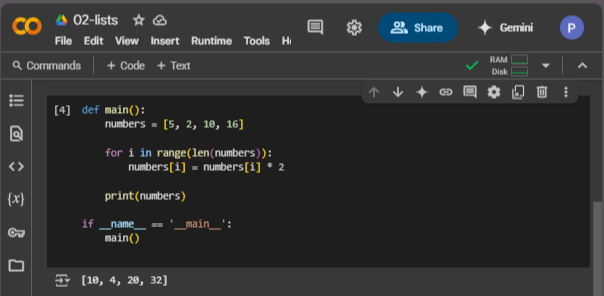 02-lists
File Edit View Insert Runtime Tools
Share
Gemini
P
Commands + Code + Text
RAM
Disk
[4] def main():
numbers = [5, 2, 10, 16]
for i in range(len(numbers)):
numbers[i] = numbers[i] * 2
print(numbers)
if __name__ == '__main__':
main()
{x}
[10, 4, 20, 32]